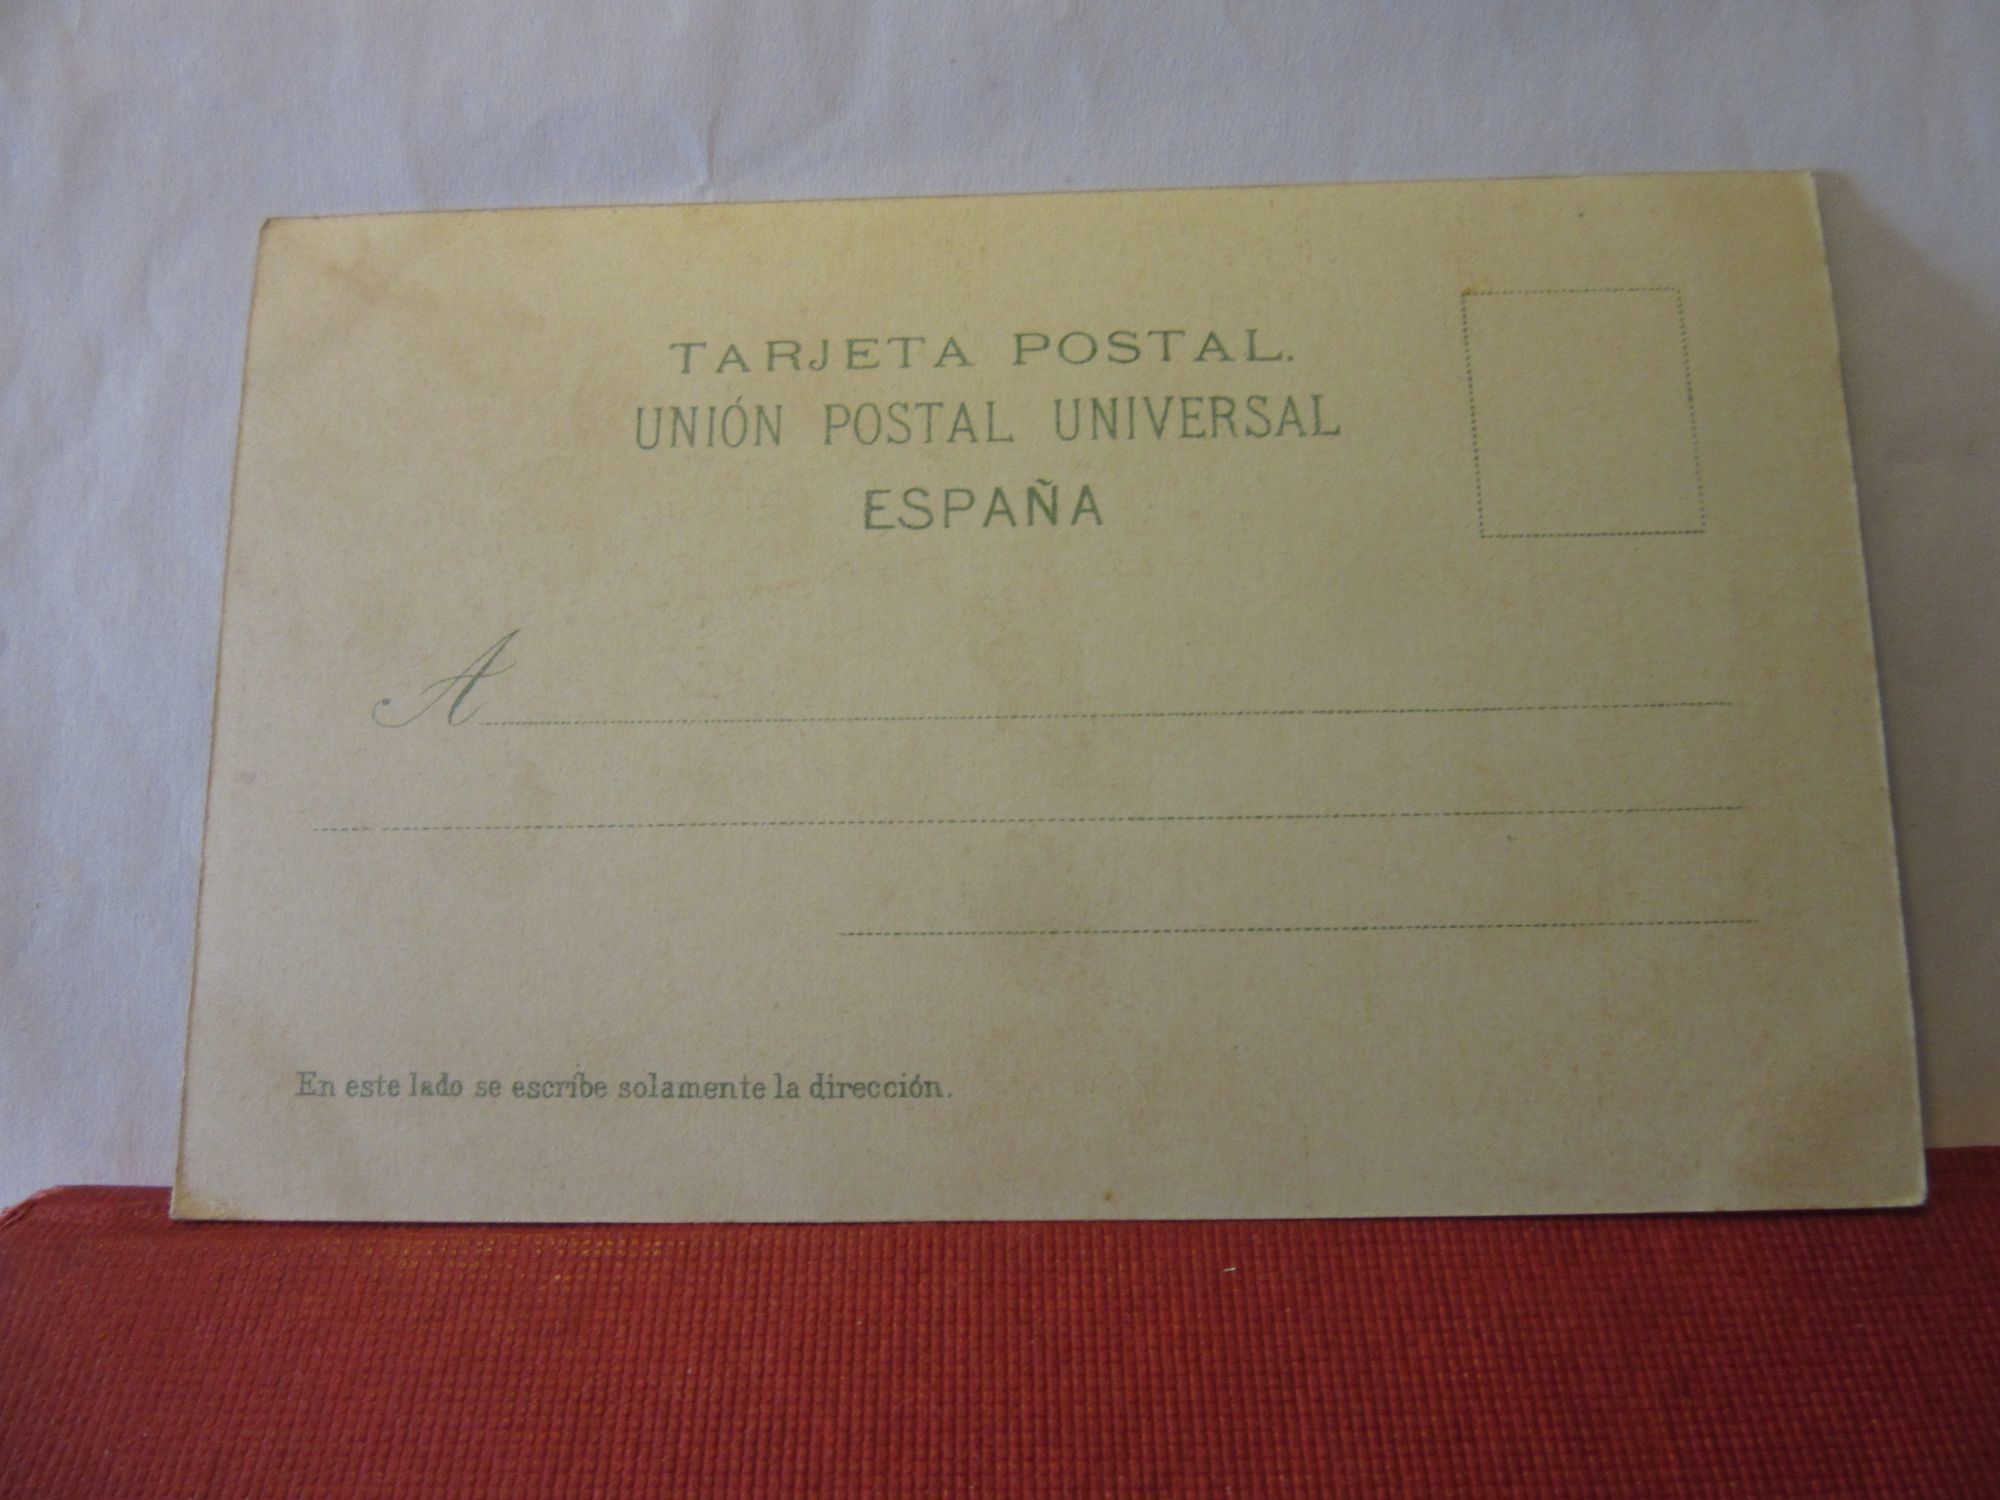 TARJETA POSTAL.
UNIÓN POSTAL UNIVERSAL
ESPAÑA
A
En este lado se escribe solamente la dirección.